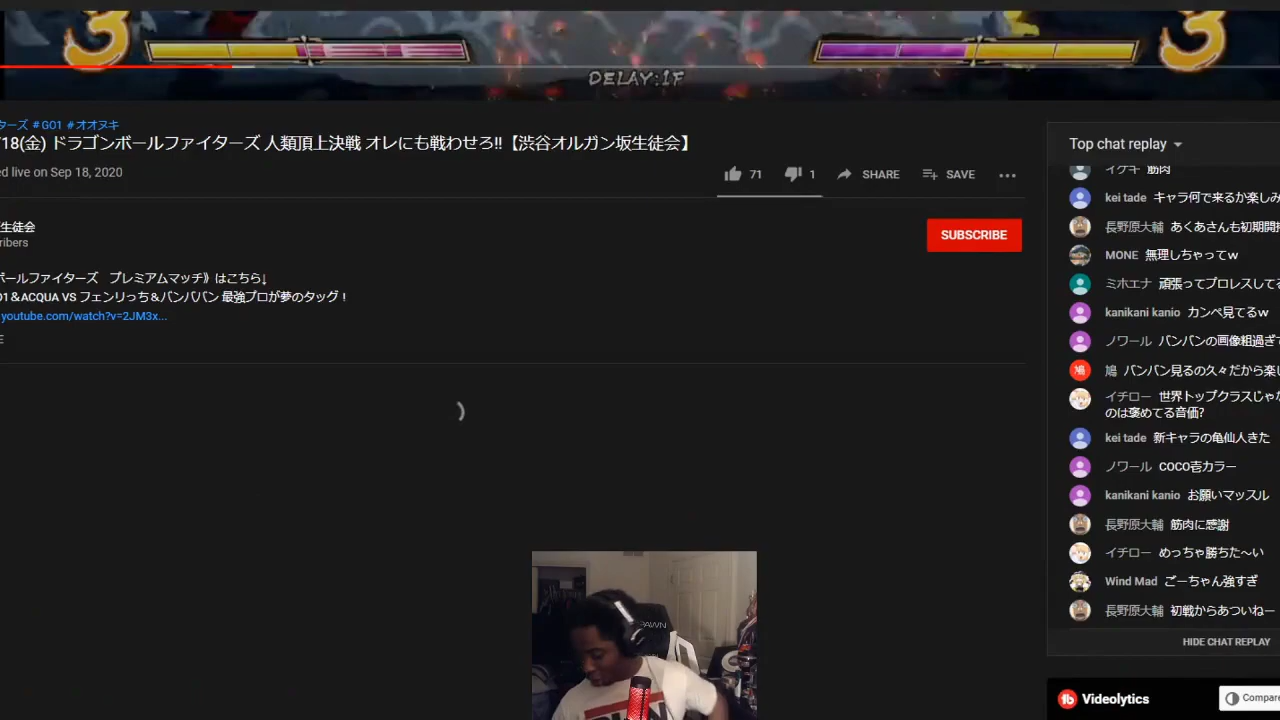 3
3
DELAY:1F
ターズ #GO1 #オオヌキ
18(金) ドラゴンボールファイターズ 人類頂上決戦 オレにも戦わせろ!!【渋谷オルガン坂生徒会】
ed live on Sep 18, 2020
71
1
SHARE
SAVE
生徒会
ribers
SUBSCRIBE
ボールファイターズ プレミアムマッチ》はこちら↓
O1＆ACQUA VS フェンリっち＆バンババン 最強プロが夢のタッグ！
youtube.com/watch?v=2JM3x...
E
Top chat replay
イゲキ 筋肉
kei tade キャラ何で来るか楽しみ
長野原大輔 あくあさんも初期開
MONE 無理しちゃってw
ミホエナ 頑張ってプロレスしてる
kanikani kanio カンペ見てるw
ノワール バンバンの画像粗過ぎ
鳩 鳩 バンバン見るの久々だから楽し
イチロー 世界トップクラスじゃな
のは褒めてる音価?
kei tade 新キャラの亀仙人きた
ノワール COCO壱カラー
kanikani kanio お願いマッスル
長野原大輔 筋肉に感謝
イチロー めっちゃ勝ちた〜い
Wind Mad ごーちゃん強すぎ
長野原大輔 初戦からあついねー
HIDE CHAT REPLAY
Videolytics
Compare